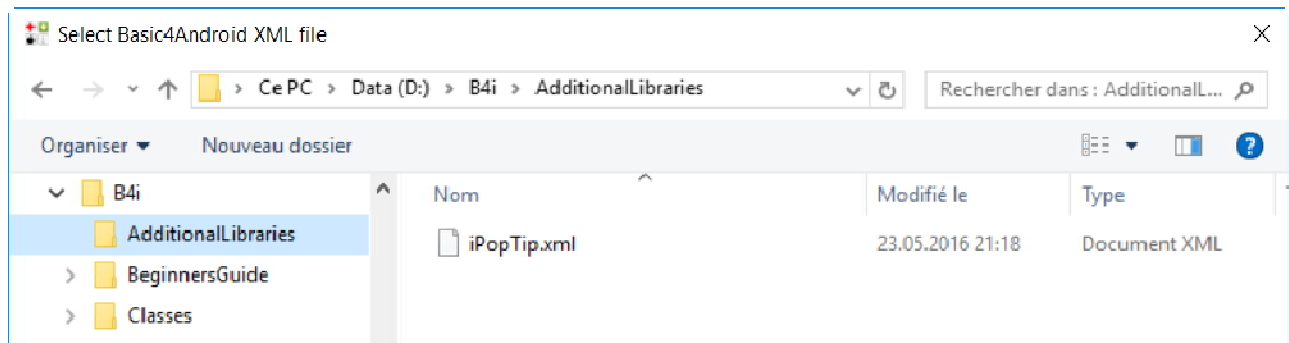 Select Basic4Android XML file
Ce PC > Data (D:) > B4i > AdditionalLibraries
Rechercher dans : AdditionalL...
Organiser Nouveau dossier
B4i
Nom Modifié le Type
AdditionalLibraries
iPopTip.xml 23.05.2016 21:18 Document XML
BeginnersGuide
Classes